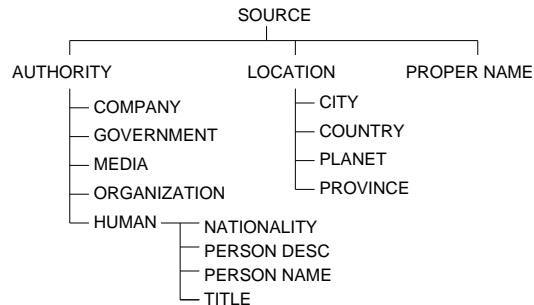 SOURCE
AUTHORITY LOCATION PROPER NAME
COMPANY
GOVERNMENT
MEDIA
ORGANIZATION
HUMAN
NATIONALITY
PERSON DESC
PERSON NAME
TITLE
CITY
COUNTRY
PLANET
PROVINCE